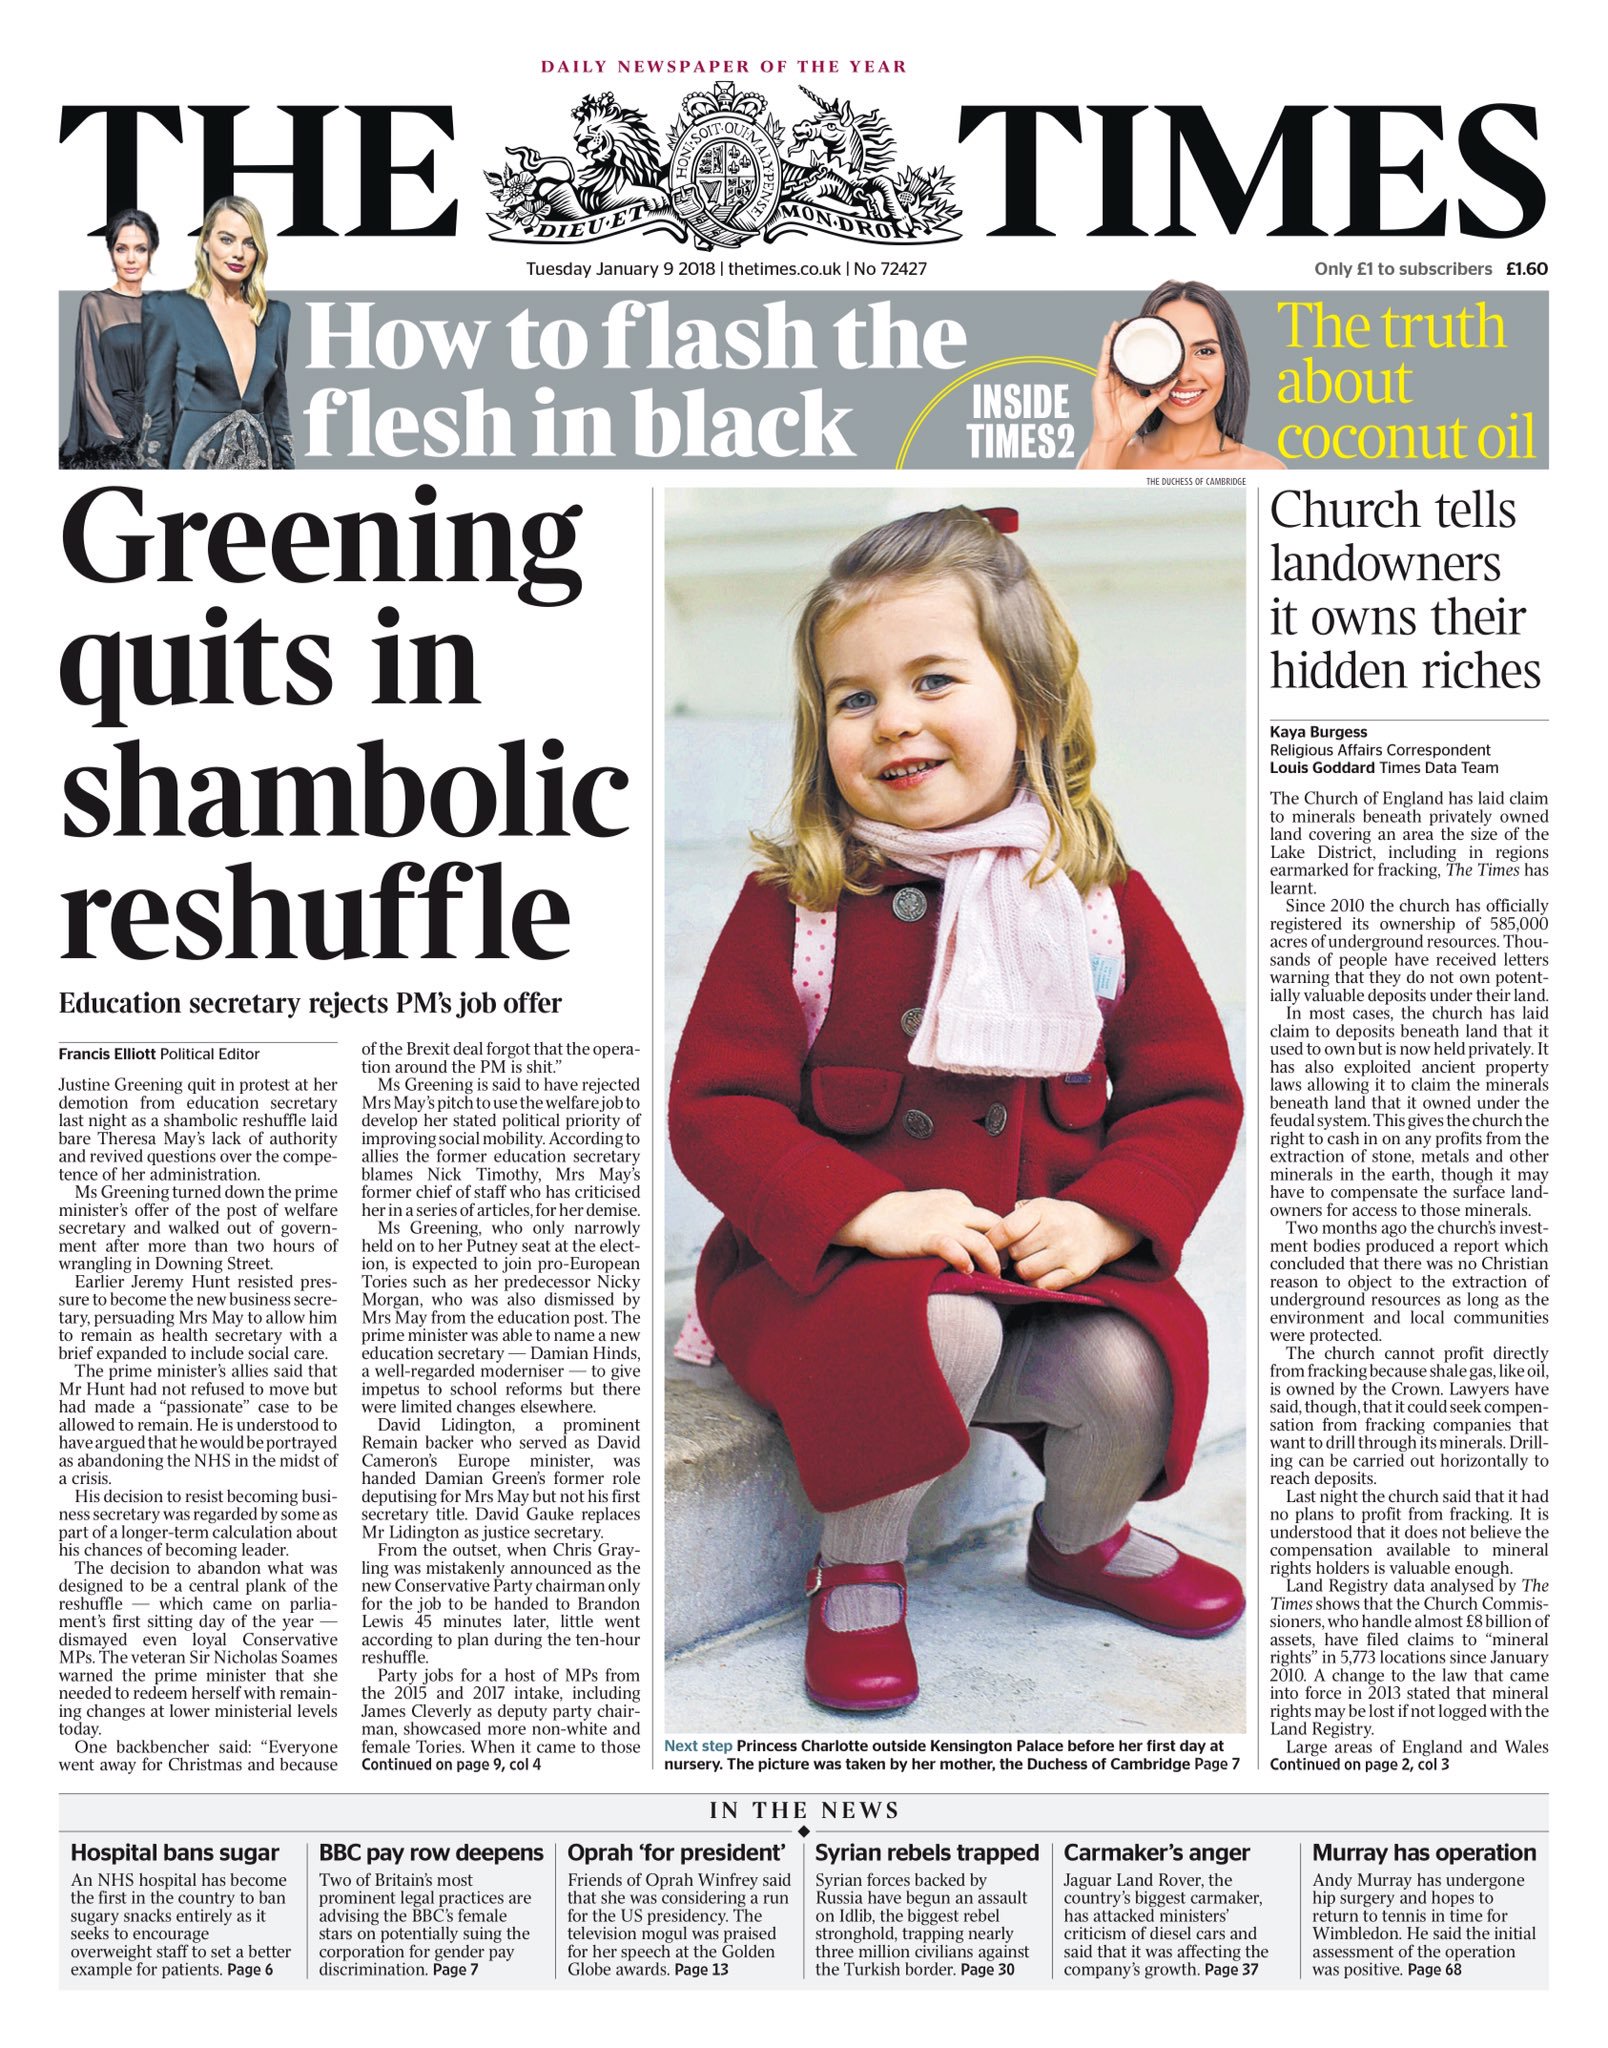 DAILY NEWSPAPER OF THE YEAR
THE TIMES
HONI·SOIT·QUI·MAL·Y·PENSE
DIEU·ET MON·DROIT
Tuesday January 9 2018 | thetimes.co.uk | No 72427
Only £1 to subscribers £1.60
How to flash the
flesh in black
INSIDE
TIMES2
The truth
about
coconut oil
Greening
quits in
shambolic
reshuffle
Education secretary rejects PM's job offer
Francis Elliott Political Editor
Justine Greening quit in protest at her
demotion from education secretary
last night as a shambolic reshuffle laid
bare Theresa May's lack of authority
and revived questions over the compe-
tence of her administration.
Ms Greening turned down the prime
minister's offer of the post of welfare
secretary and walked out of govern-
ment after more than two hours of
wrangling in Downing Street.
Earlier Jeremy Hunt resisted pres-
sure to become the new business secre-
tary, persuading Mrs May to allow him
to remain as health secretary with a
brief expanded to include social care.
The prime minister's allies said that
Mr Hunt had not refused to move but
had made a “passionate” case to be
allowed to remain. He is understood to
have argued that he would be portrayed
as abandoning the NHS in the midst of
a crisis.
His decision to resist becoming busi-
ness secretary was regarded by some as
part of a longer-term calculation about
his chances of becoming leader.
The decision to abandon what was
designed to be a central plank of the
reshuffle — which came on parlia-
ment's first sitting day of the year —
dismayed even loyal Conservative
MPs. The veteran Sir Nicholas Soames
warned the prime minister that she
needed to redeem herself with remain-
ing changes at lower ministerial levels
today.
One backbencher said: “Everyone
went away for Christmas and because
of the Brexit deal forgot that the opera-
tion around the PM is shit.”
Ms Greening is said to have rejected
Mrs May's pitch to use the welfare job to
develop her stated political priority of
improving social mobility. According to
allies the former education secretary
blames Nick Timothy, Mrs May's
former chief of staff who has criticised
her in a series of articles, for her demise.
Ms Greening, who only narrowly
held on to her Putney seat at the elect-
ion, is expected to join pro-European
Tories such as her predecessor Nicky
Morgan, who was also dismissed by
Mrs May from the education post. The
prime minister was able to name a new
education secretary — Damian Hinds,
a well-regarded moderniser — to give
impetus to school reforms but there
were limited changes elsewhere.
David Lidington, a prominent
Remain backer who served as David
Cameron's Europe minister, was
handed Damian Green's former role
deputising for Mrs May but not his first
secretary title. David Gauke replaces
Mr Lidington as justice secretary.
From the outset, when Chris Gray-
ling was mistakenly announced as the
new Conservative Party chairman only
for the job to be handed to Brandon
Lewis 45 minutes later, little went
according to plan during the ten-hour
reshuffle.
Party jobs for a host of MPs from
the 2015 and 2017 intake, including
James Cleverly as deputy party chair-
man, showcased more non-white and
female Tories. When it came to those
Continued on page 9, col 4
THE DUCHESS OF CAMBRIDGE
Next step Princess Charlotte outside Kensington Palace before her first day at
nursery. The picture was taken by her mother, the Duchess of Cambridge Page 7
Church tells
landowners
it owns their
hidden riches
Kaya Burgess
Religious Affairs Correspondent
Louis Goddard Times Data Team
The Church of England has laid claim
to minerals beneath privately owned
land covering an area the size of the
Lake District, including in regions
earmarked for fracking, The Times has
learnt.
Since 2010 the church has officially
registered its ownership of 585,000
acres of underground resources. Thou-
sands of people have received letters
warning that they do not own potent-
ially valuable deposits under their land.
In most cases, the church has laid
claim to deposits beneath land that it
used to own but is now held privately. It
has also exploited ancient property
laws allowing it to claim the minerals
beneath land that it owned under the
feudal system. This gives the church the
right to cash in on any profits from the
extraction of stone, metals and other
minerals in the earth, though it may
have to compensate the surface land-
owners for access to those minerals.
Two months ago the church's invest-
ment bodies produced a report which
concluded that there was no Christian
reason to object to the extraction of
underground resources as long as the
environment and local communities
were protected.
The church cannot profit directly
from fracking because shale gas, like oil,
is owned by the Crown. Lawyers have
said, though, that it could seek compen-
sation from fracking companies that
want to drill through its minerals. Drill-
ing can be carried out horizontally to
reach deposits.
Last night the church said that it had
no plans to profit from fracking. It is
understood that it does not believe the
compensation available to mineral
rights holders is valuable enough.
Land Registry data analysed by The
Times shows that the Church Commis-
sioners, who handle almost £8 billion of
assets, have filed claims to “mineral
rights” in 5,773 locations since January
2010. A change to the law that came
into force in 2013 stated that mineral
rights may be lost if not logged with the
Land Registry.
Large areas of England and Wales
Continued on page 2, col 3
IN THE NEWS
Hospital bans sugar
An NHS hospital has become
the first in the country to ban
sugary snacks entirely as it
seeks to encourage
overweight staff to set a better
example for patients. Page 6
BBC pay row deepens
Two of Britain's most
prominent legal practices are
advising the BBC's female
stars on potentially suing the
corporation for gender pay
discrimination. Page 7
Oprah ‘for president’
Friends of Oprah Winfrey said
that she was considering a run
for the US presidency. The
television mogul was praised
for her speech at the Golden
Globe awards. Page 13
Syrian rebels trapped
Syrian forces backed by
Russia have begun an assault
on Idlib, the biggest rebel
stronghold, trapping nearly
three million civilians against
the Turkish border. Page 30
Carmaker's anger
Jaguar Land Rover, the
country's biggest carmaker,
has attacked ministers'
criticism of diesel cars and
said that it was affecting the
company's growth. Page 37
Murray has operation
Andy Murray has undergone
hip surgery and hopes to
return to tennis in time for
Wimbledon. He said the initial
assessment of the operation
was positive. Page 68